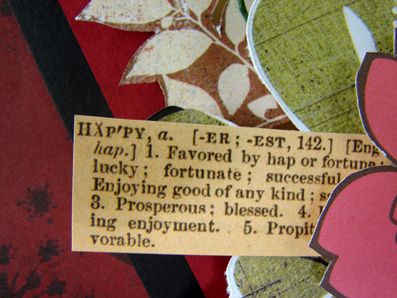 HĂP'PY, a. [-ER; -EST, 142.] [Eng.
hap.] 1. Favored by hap or fortune;
lucky; fortunate; successful
Enjoying good of any kind;
3. Prosperous; blessed. 4.
ing enjoyment. 5. Propit
vorable.